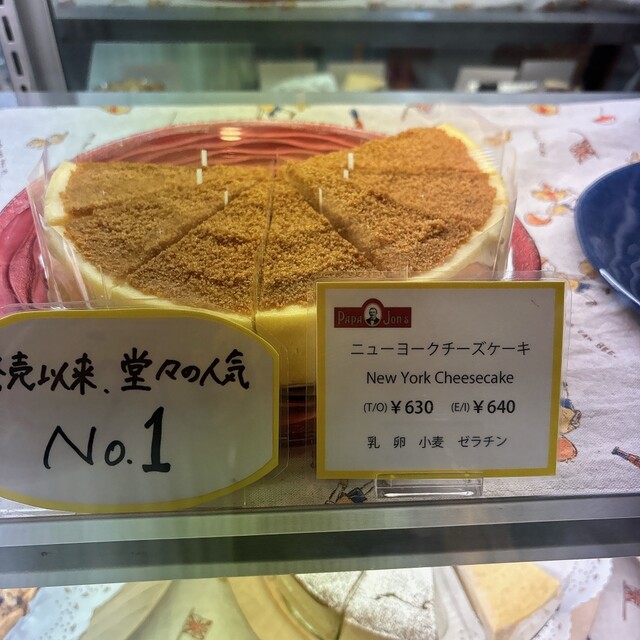 売以来、堂々の人気
No.1
PAPA JON'S
ニューヨークチーズケーキ
New York Cheesecake
(T/O) ¥630 (E/I) ¥640
乳 卵 小麦 ゼラチン